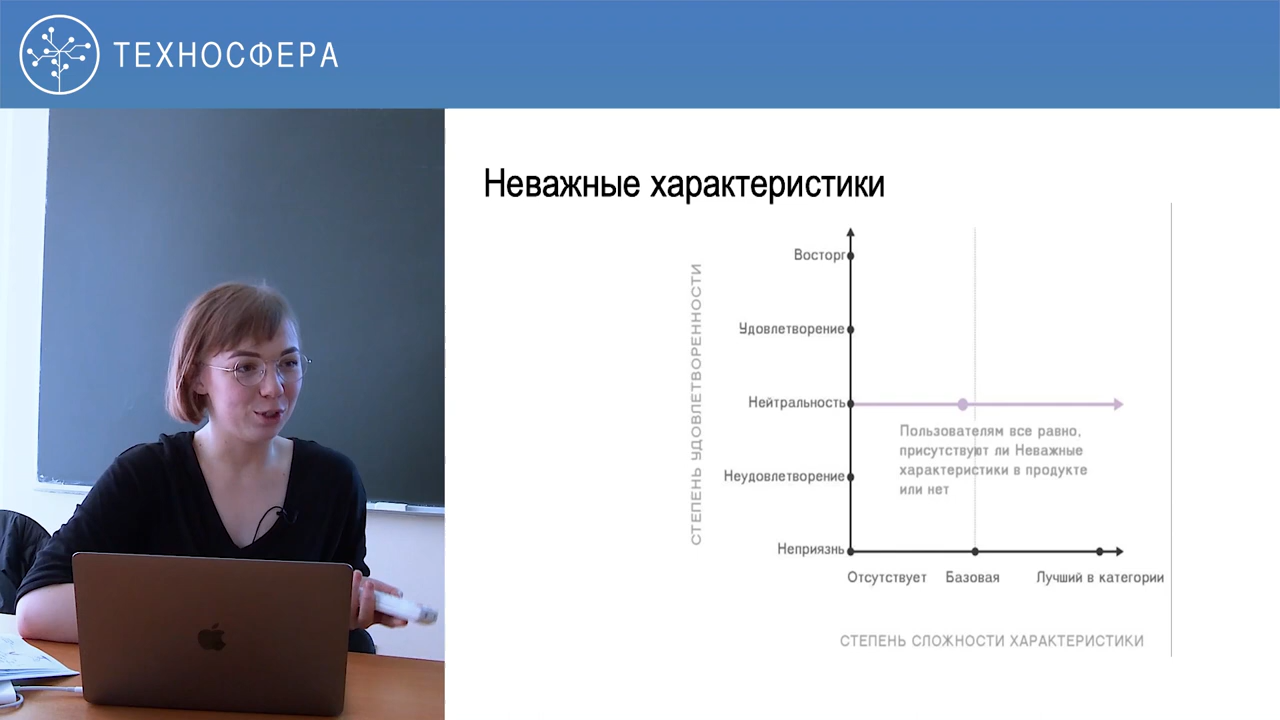 ТЕХНОСФЕРА
Неважные характеристики
СТЕПЕНЬ УДОВЛЕТВОРЕННОСТИ
Восторг
Удовлетворение
Нейтральность
Пользователям все равно,
присутствуют ли Неважные
характеристики в продукте
или нет
Неудовлетворение
Неприязнь
Отсутствует Базовая Лучший в категории
СТЕПЕНЬ СЛОЖНОСТИ ХАРАКТЕРИСТИКИ